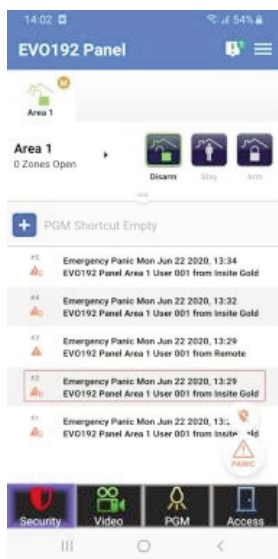 14:02 54%
EVO192 Panel
M
Area 1
Area 1
0 Zones Open
Disarm Stay Arm
PGM Shortcut Empty
#5 Emergency Panic Mon Jun 22 2020, 13:34
EVO192 Panel Area 1 User 001 from Insite Gold
#4 Emergency Panic Mon Jun 22 2020, 13:32
EVO192 Panel Area 1 User 001 from Insite Gold
#3 Emergency Panic Mon Jun 22 2020, 13:29
EVO192 Panel Area 1 User 001 from Remote
#2 Emergency Panic Mon Jun 22 2020, 13:29
EVO192 Panel Area 1 User 001 from Insite Gold
#1 Emergency Panic Mon Jun 22 2020, 13:2
EVO192 Panel Area 1 User 001 from Insite Gold
PANIC
Security Video PGM Access